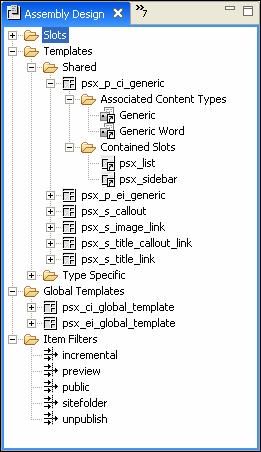 Assembly Design
»7
Slots
Templates
Shared
psx_p_ci_generic
Associated Content Types
Generic
Generic Word
Contained Slots
psx_list
psx_sidebar
psx_p_ei_generic
psx_s_callout
psx_s_image_link
psx_s_title_callout_link
psx_s_title_link
Type Specific
Global Templates
psx_ci_global_template
psx_ei_global_template
Item Filters
incremental
preview
public
sitefolder
unpublish